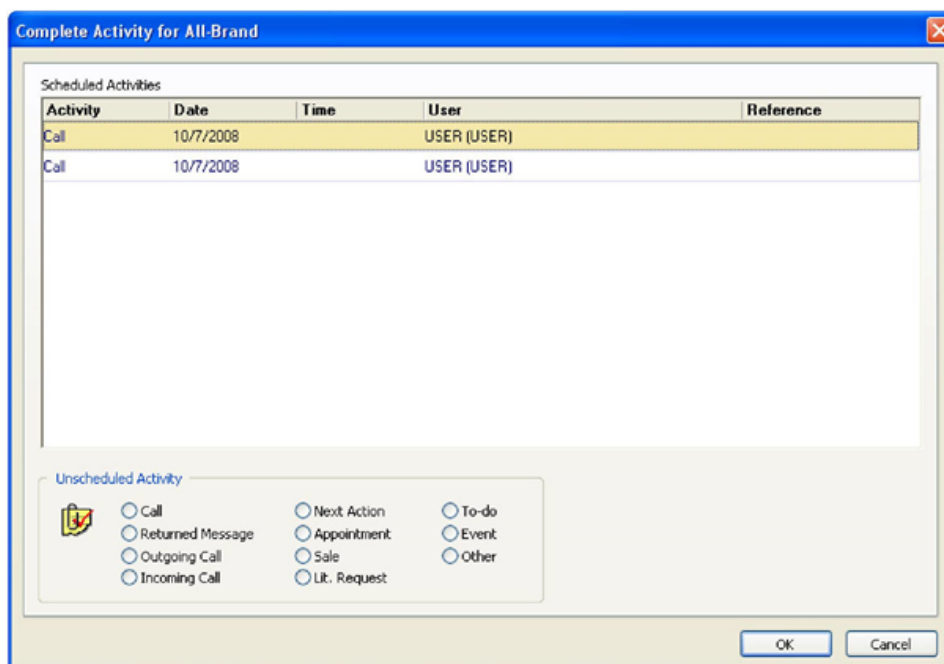 Complete Activity for All-Brand
Scheduled Activities
Activity Date Time User Reference
Call 10/7/2008 USER (USER)
Call 10/7/2008 USER (USER)
Unscheduled Activity
Call Next Action To-do
Returned Message Appointment Event
Outgoing Call Sale Other
Incoming Call Lit. Request
OK Cancel